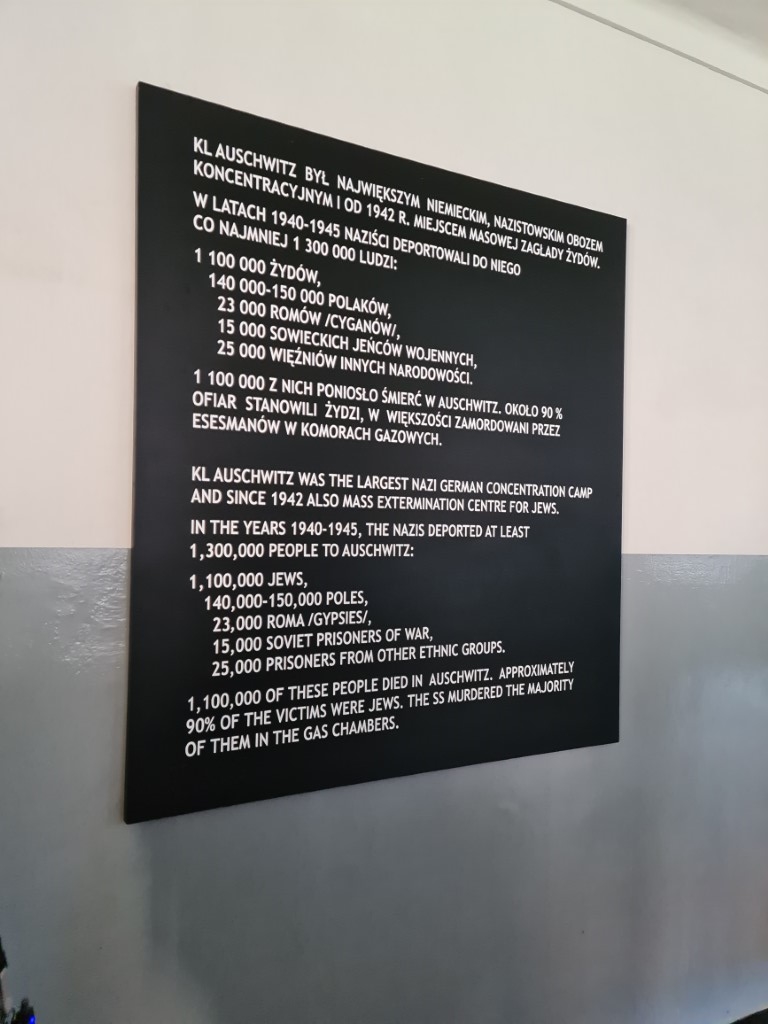 KL AUSCHWITZ BYŁ NAJWIĘKSZYM NIEMIECKIM, NAZISTOWSKIM OBOZEM
KONCENTRACYJNYM I OD 1942 R. MIEJSCEM MASOWEJ ZAGŁADY ŻYDÓW.
W LATACH 1940-1945 NAZIŚCI DEPORTOWALI DO NIEGO
CO NAJMNIEJ 1 300 000 LUDZI:
1 100 000 ŻYDÓW,
140 000-150 000 POLAKÓW,
23 000 ROMÓW /CYGANÓW/,
15 000 SOWIECKICH JEŃCÓW WOJENNYCH,
25 000 WIĘŹNIÓW INNYCH NARODOWOŚCI.
1 100 000 Z NICH PONIOSŁO ŚMIERĆ W AUSCHWITZ. OKOŁO 90 %
OFIAR STANOWILI ŻYDZI, W WIĘKSZOŚCI ZAMORDOWANI PRZEZ
ESESMANÓW W KOMORACH GAZOWYCH.
KL AUSCHWITZ WAS THE LARGEST NAZI GERMAN CONCENTRATION CAMP
AND SINCE 1942 ALSO MASS EXTERMINATION CENTRE FOR JEWS.
IN THE YEARS 1940-1945, THE NAZIS DEPORTED AT LEAST
1,300,000 PEOPLE TO AUSCHWITZ:
1,100,000 JEWS,
140,000-150,000 POLES,
23,000 ROMA /GYPSIES/,
15,000 SOVIET PRISONERS OF WAR,
25,000 PRISONERS FROM OTHER ETHNIC GROUPS.
1,100,000 OF THESE PEOPLE DIED IN AUSCHWITZ. APPROXIMATELY
90% OF THE VICTIMS WERE JEWS. THE SS MURDERED THE MAJORITY
OF THEM IN THE GAS CHAMBERS.